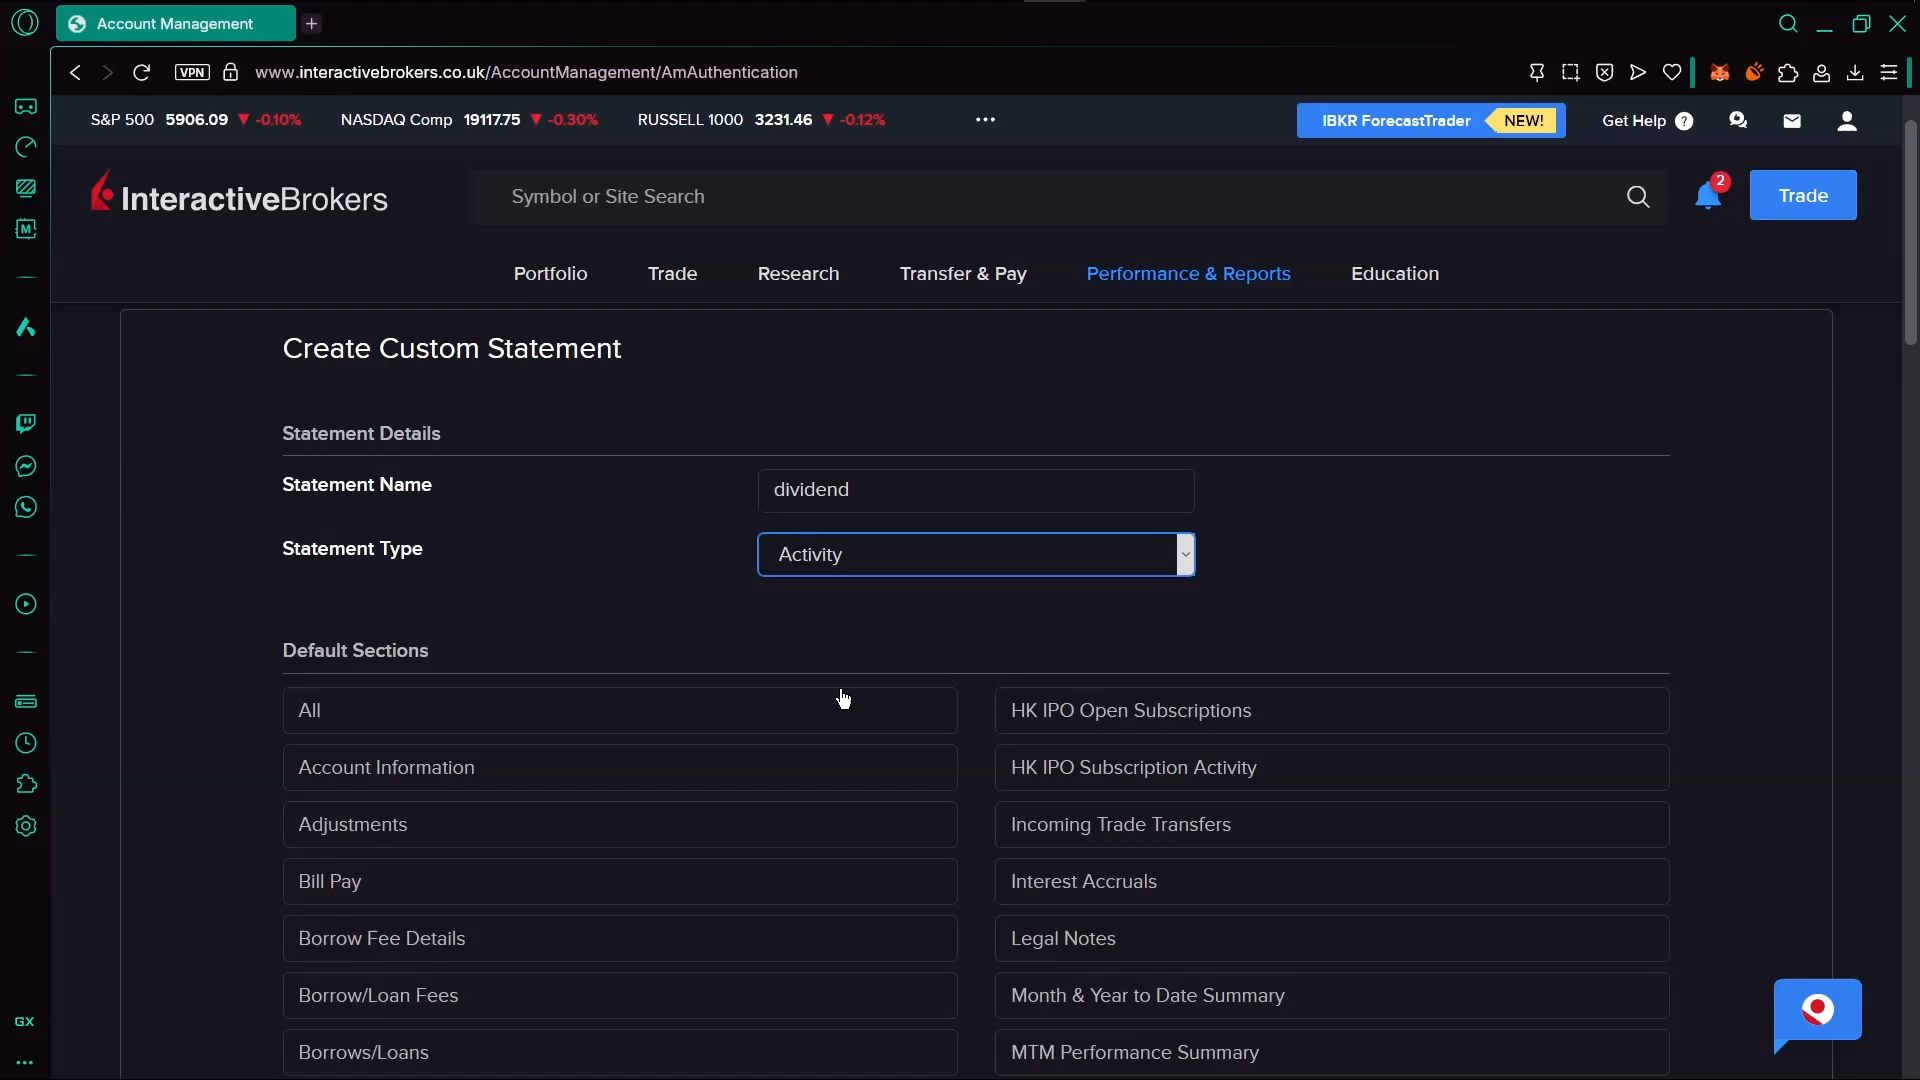 Account Management
VPN
www.interactivebrokers.co.uk/AccountManagement/AmAuthentication
S&P 500 5906.09 ▼ -0.10% NASDAQ Comp 19117.75 ▼ -0.30% RUSSELL 1000 3231.46 ▼ -0.12% ...
IBKR ForecastTrader NEW! Get Help ?
InteractiveBrokers
Symbol or Site Search
2
Trade
Portfolio Trade Research Transfer & Pay Performance & Reports Education
Create Custom Statement
Statement Details
Statement Name
dividend
Statement Type
Activity
Default Sections
All
HK IPO Open Subscriptions
Account Information
HK IPO Subscription Activity
Adjustments
Incoming Trade Transfers
Bill Pay
Interest Accruals
Borrow Fee Details
Legal Notes
Borrow/Loan Fees
Month & Year to Date Summary
Borrows/Loans
MTM Performance Summary
M
GX